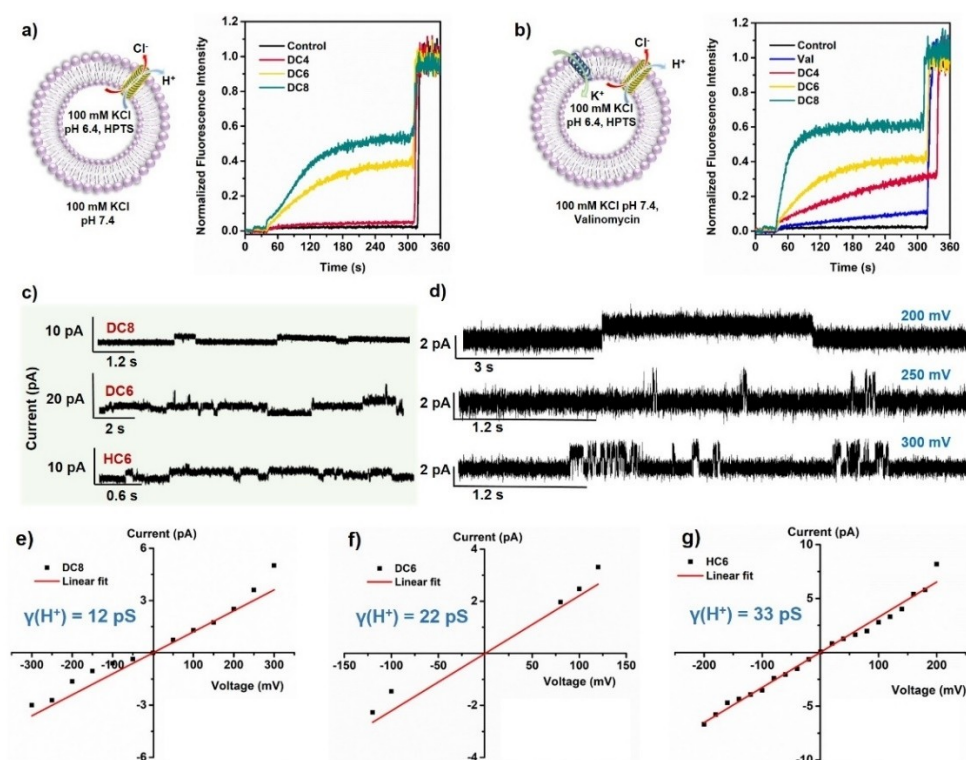 a)
Cl-
H+
100 mM KCl
pH 6.4, HPTS
100 mM KCl
pH 7.4
Normalized Fluorescence Intensity
1.2
1.0
0.8
0.6
0.4
0.2
0.0
Control
DC4
DC6
DC8
0 60 120 180 240 300 360
Time (s)
b)
Cl-
H+
K+
100 mM KCl
pH 6.4, HPTS
100 mM KCl pH 7.4,
Valinomycin
Normalized Fluorescence Intensity
1.2
1.0
0.8
0.6
0.4
0.2
0.0
Control
Val
DC4
DC6
DC8
0 60 120 180 240 300 360
Time (s)
c)
Current (pA)
DC8
10 pA
1.2 s
DC6
20 pA
2 s
HC6
10 pA
0.6 s
d)
200 mV
2 pA
3 s
250 mV
2 pA
1.2 s
300 mV
2 pA
1.2 s
e)
Current (pA)
6
3
0
-3
-6
DC8
Linear fit
γ(H+) = 12 pS
-300 -200 -100 0 100 200 300
Voltage (mV)
f)
Current (pA)
4
2
0
-2
-4
DC6
Linear fit
γ(H+) = 22 pS
-150 -100 -50 0 50 100 150
Voltage (mV)
g)
Current (pA)
10
5
0
-5
-10
HC6
Linear fit
γ(H+) = 33 pS
-200 -100 0 100 200
Voltage (mV)